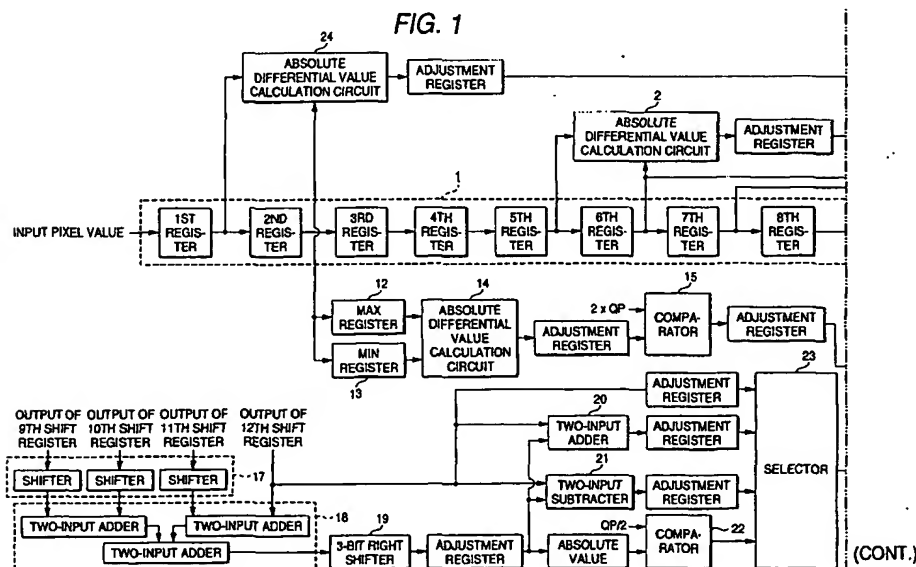 FIG. 1
24
ABSOLUTE
DIFFERENTIAL VALUE
CALCULATION CIRCUIT
ADJUSTMENT
REGISTER
2
ABSOLUTE
DIFFERENTIAL VALUE
CALCULATION CIRCUIT
ADJUSTMENT
REGISTER
1
INPUT PIXEL VALUE
1ST
REGIS-
TER
2ND
REGIS-
TER
3RD
REGIS-
TER
4TH
REGIS-
TER
5TH
REGIS-
TER
6TH
REGIS-
TER
7TH
REGIS-
TER
8TH
REGIS-
TER
12
MAX
REGISTER
MIN
REGISTER
13
14
ABSOLUTE
DIFFERENTIAL
VALUE
CALCULATION
CIRCUIT
ADJUSTMENT
REGISTER
2 x QP
15
COMPA-
RATOR
ADJUSTMENT
REGISTER
23
ADJUSTMENT
REGISTER
SELECTOR
OUTPUT OF
9TH SHIFT
REGISTER
OUTPUT OF
10TH SHIFT
REGISTER
OUTPUT OF
11TH SHIFT
REGISTER
OUTPUT OF
12TH SHIFT
REGISTER
20
TWO-INPUT
ADDER
ADJUSTMENT
REGISTER
SHIFTER
SHIFTER
SHIFTER
17
21
TWO-INPUT
SUBTRACTER
ADJUSTMENT
REGISTER
TWO-INPUT ADDER
TWO-INPUT ADDER
18
TWO-INPUT ADDER
19
3-BIT RIGHT
SHIFTER
ADJUSTMENT
REGISTER
ABSOLUTE
VALUE
QP/2
COMPA-
RATOR
22
(CONT.)